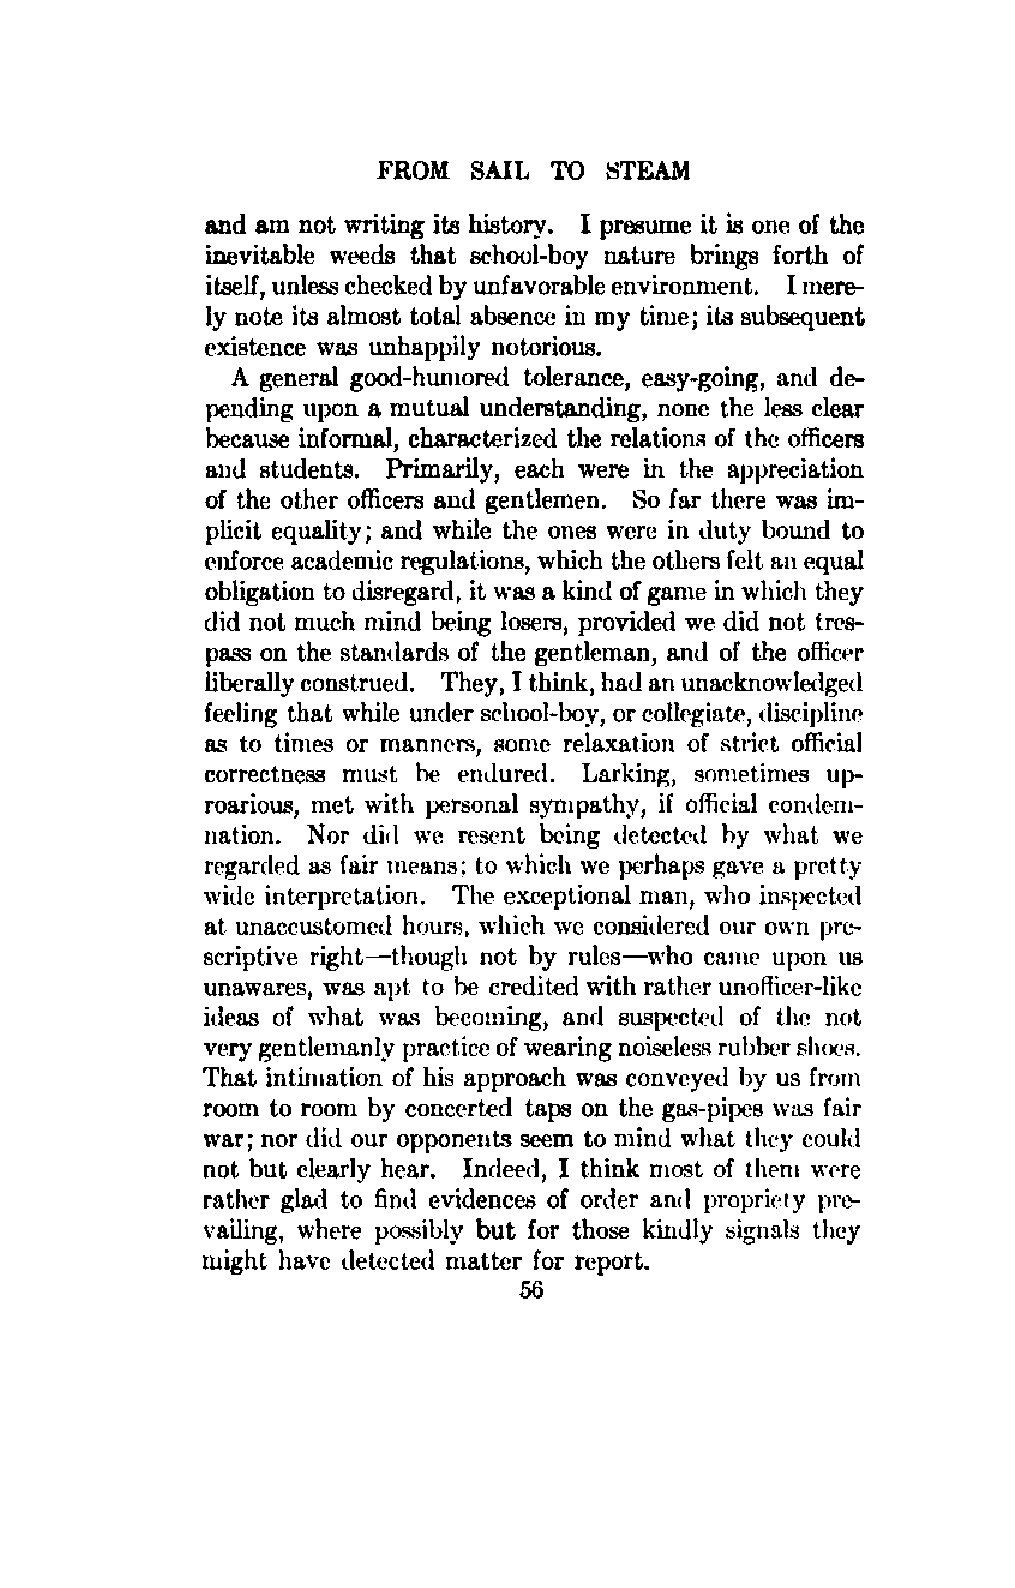 FROM SAIL TO STEAM
and am not writing its history. I presume it is one of the
inevitable weeds that school-boy nature brings forth of
itself, unless checked by unfavorable environment. I mere-
ly note its almost total absence in my time; its subsequent
existence was unhappily notorious.
A general good-humored tolerance, easy-going, and de-
pending upon a mutual understanding, none the less clear
because informal, characterized the relations of the officers
and students. Primarily, each were in the appreciation
of the other officers and gentlemen. So far there was im-
plicit equality; and while the ones were in duty bound to
enforce academic regulations, which the others felt an equal
obligation to disregard, it was a kind of game in which they
did not much mind being losers, provided we did not tres-
pass on the standards of the gentleman, and of the officer
liberally construed. They, I think, had an unacknowledged
feeling that while under school-boy, or collegiate, discipline
as to times or manners, some relaxation of strict official
correctness must be endured. Larking, sometimes up-
roarious, met with personal sympathy, if official condem-
nation. Nor did we resent being detected by what we
regarded as fair means; to which we perhaps gave a pretty
wide interpretation. The exceptional man, who inspected
at unaccustomed hours, which we considered our own pre-
scriptive right—though not by rules—who came upon us
unawares, was apt to be credited with rather unofficer-like
ideas of what was becoming, and suspected of the not
very gentlemanly practice of wearing noiseless rubber shoes.
That intimation of his approach was conveyed by us from
room to room by concerted taps on the gas-pipes was fair
war; nor did our opponents seem to mind what they could
not but clearly hear. Indeed, I think most of them were
rather glad to find evidences of order and propriety pre-
vailing, where possibly but for those kindly signals they
might have detected matter for report.
56